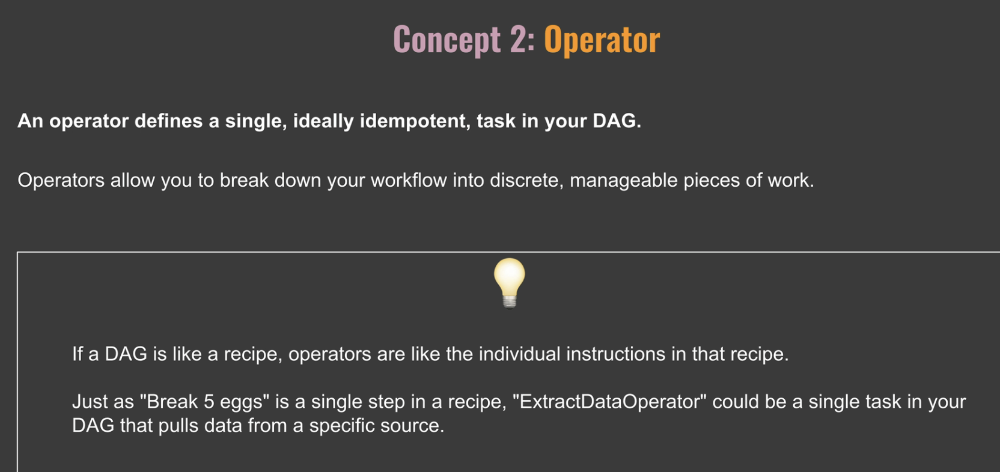 Concept 2: Operator
An operator defines a single, ideally idempotent, task in your DAG.
Operators allow you to break down your workflow into discrete, manageable pieces of work.
If a DAG is like a recipe, operators are like the individual instructions in that recipe.
Just as "Break 5 eggs" is a single step in a recipe, "ExtractDataOperator" could be a single task in your
DAG that pulls data from a specific source.